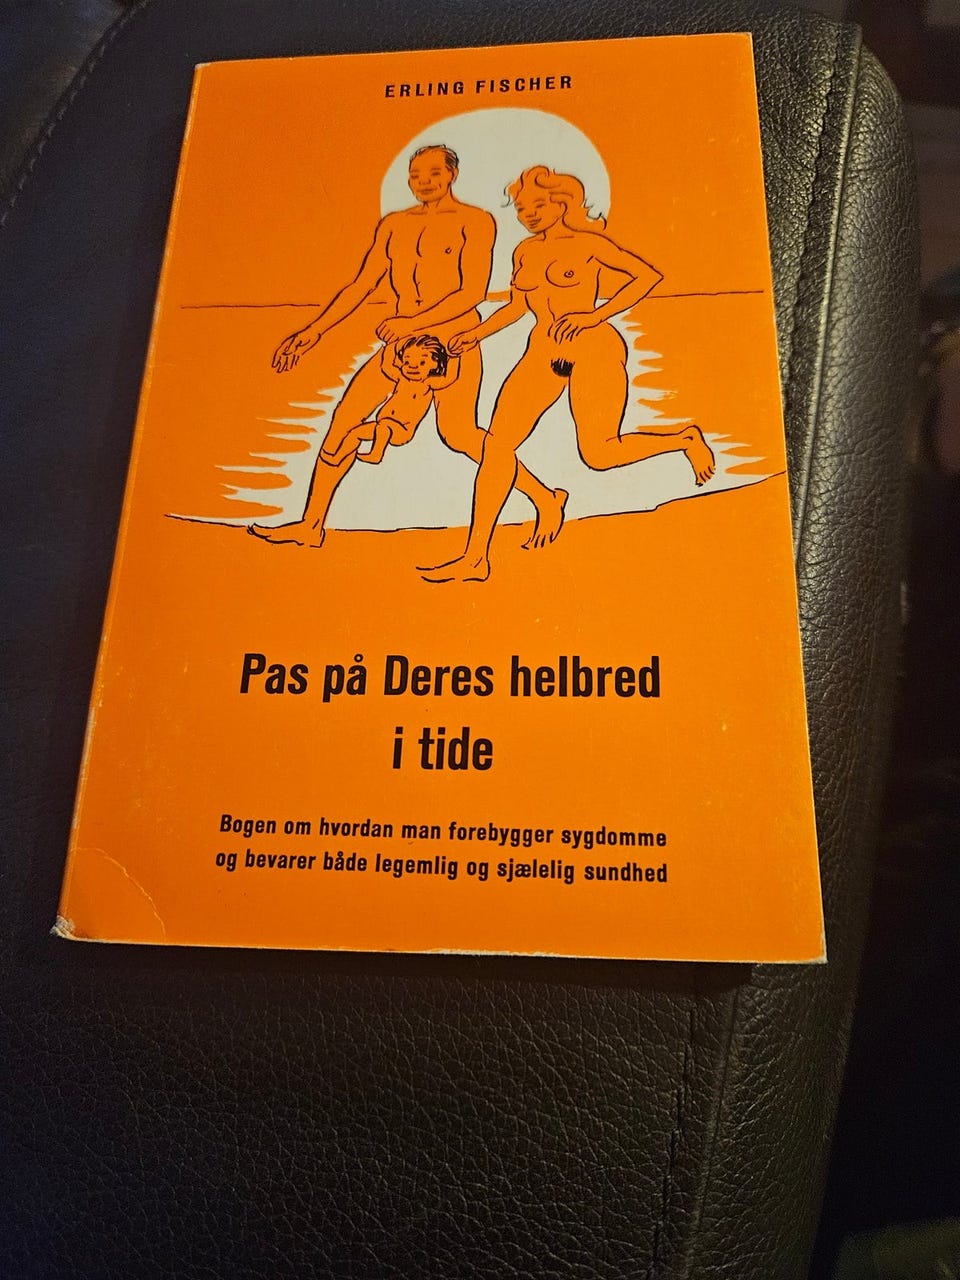 ERLING FISCHER
Pas på Deres helbred
i tide
Bogen om hvordan man forebygger sygdomme
og bevarer både legemlig og sjælelig sundhed